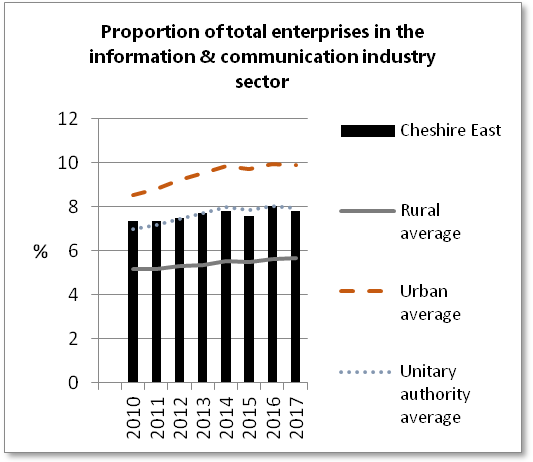 Proportion of total enterprises in the
information & communication industry
sector
12
10
8
6
4
2
0
%
2010
2011
2012
2013
2014
2015
2016
2017
Cheshire East
Rural
average
Urban
average
Unitary
authority
average